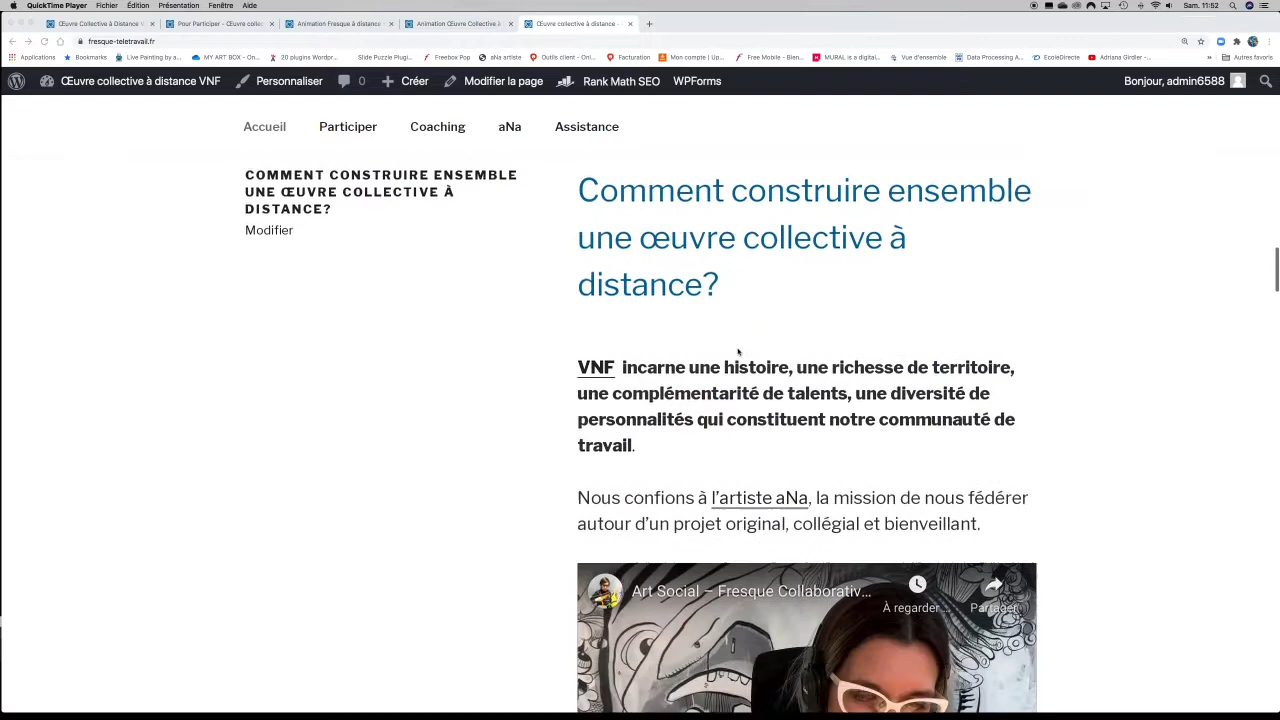 QuickTime Player Fichier Édition Présentation Fenêtre Aide Sam. 11:52
Œuvre Collective à Distance V Pour Participer - Œuvre colle Animation Fresque à distance Animation Œuvre Collective à Œuvre collective à distance -
fresque-teletravail.fr
Applications Bookmarks Live Painting by a... MY ART BOX - On... 20 plugins Wordpr... Slide Puzzle Plugi... Freebox Pop aNa artiste Outils client - Onl... Facturation Mon compte | Up... Free Mobile - Bien... MURAL is a digital... Vue d'ensemble Data Processing A... EcoleDirecte Adriana Girdler -... » Autres favoris
Œuvre collective à distance VNF Personnaliser 0 Créer Modifier la page Rank Math SEO WPForms Bonjour, admin6588
Accueil Participer Coaching aNa Assistance
COMMENT CONSTRUIRE ENSEMBLE
UNE ŒUVRE COLLECTIVE À
DISTANCE?
Modifier
Comment construire ensemble
une œuvre collective à
distance?
VNF incarne une histoire, une richesse de territoire,
une complémentarité de talents, une diversité de
personnalités qui constituent notre communauté de
travail.
Nous confions à l'artiste aNa, la mission de nous fédérer
autour d'un projet original, collégial et bienveillant.
Art Social – Fresque Collaborativ...
À regarder ... Partager